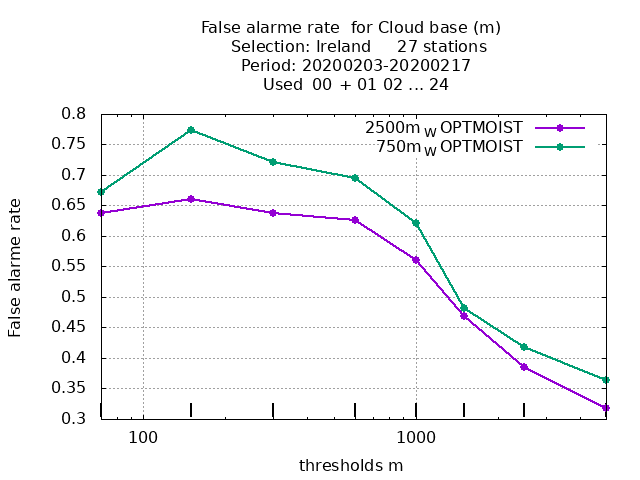 False alarme rate  for Cloud base (m)
Selection: Ireland     27 stations
Period: 20200203-20200217
Used  00  + 01 02 ... 24
2500m_W OPTMOIST
750m_W OPTMOIST
0.8
0.75
0.7
0.65
0.6
0.55
0.5
0.45
0.4
0.35
0.3
False alarme rate
100 1000
thresholds m